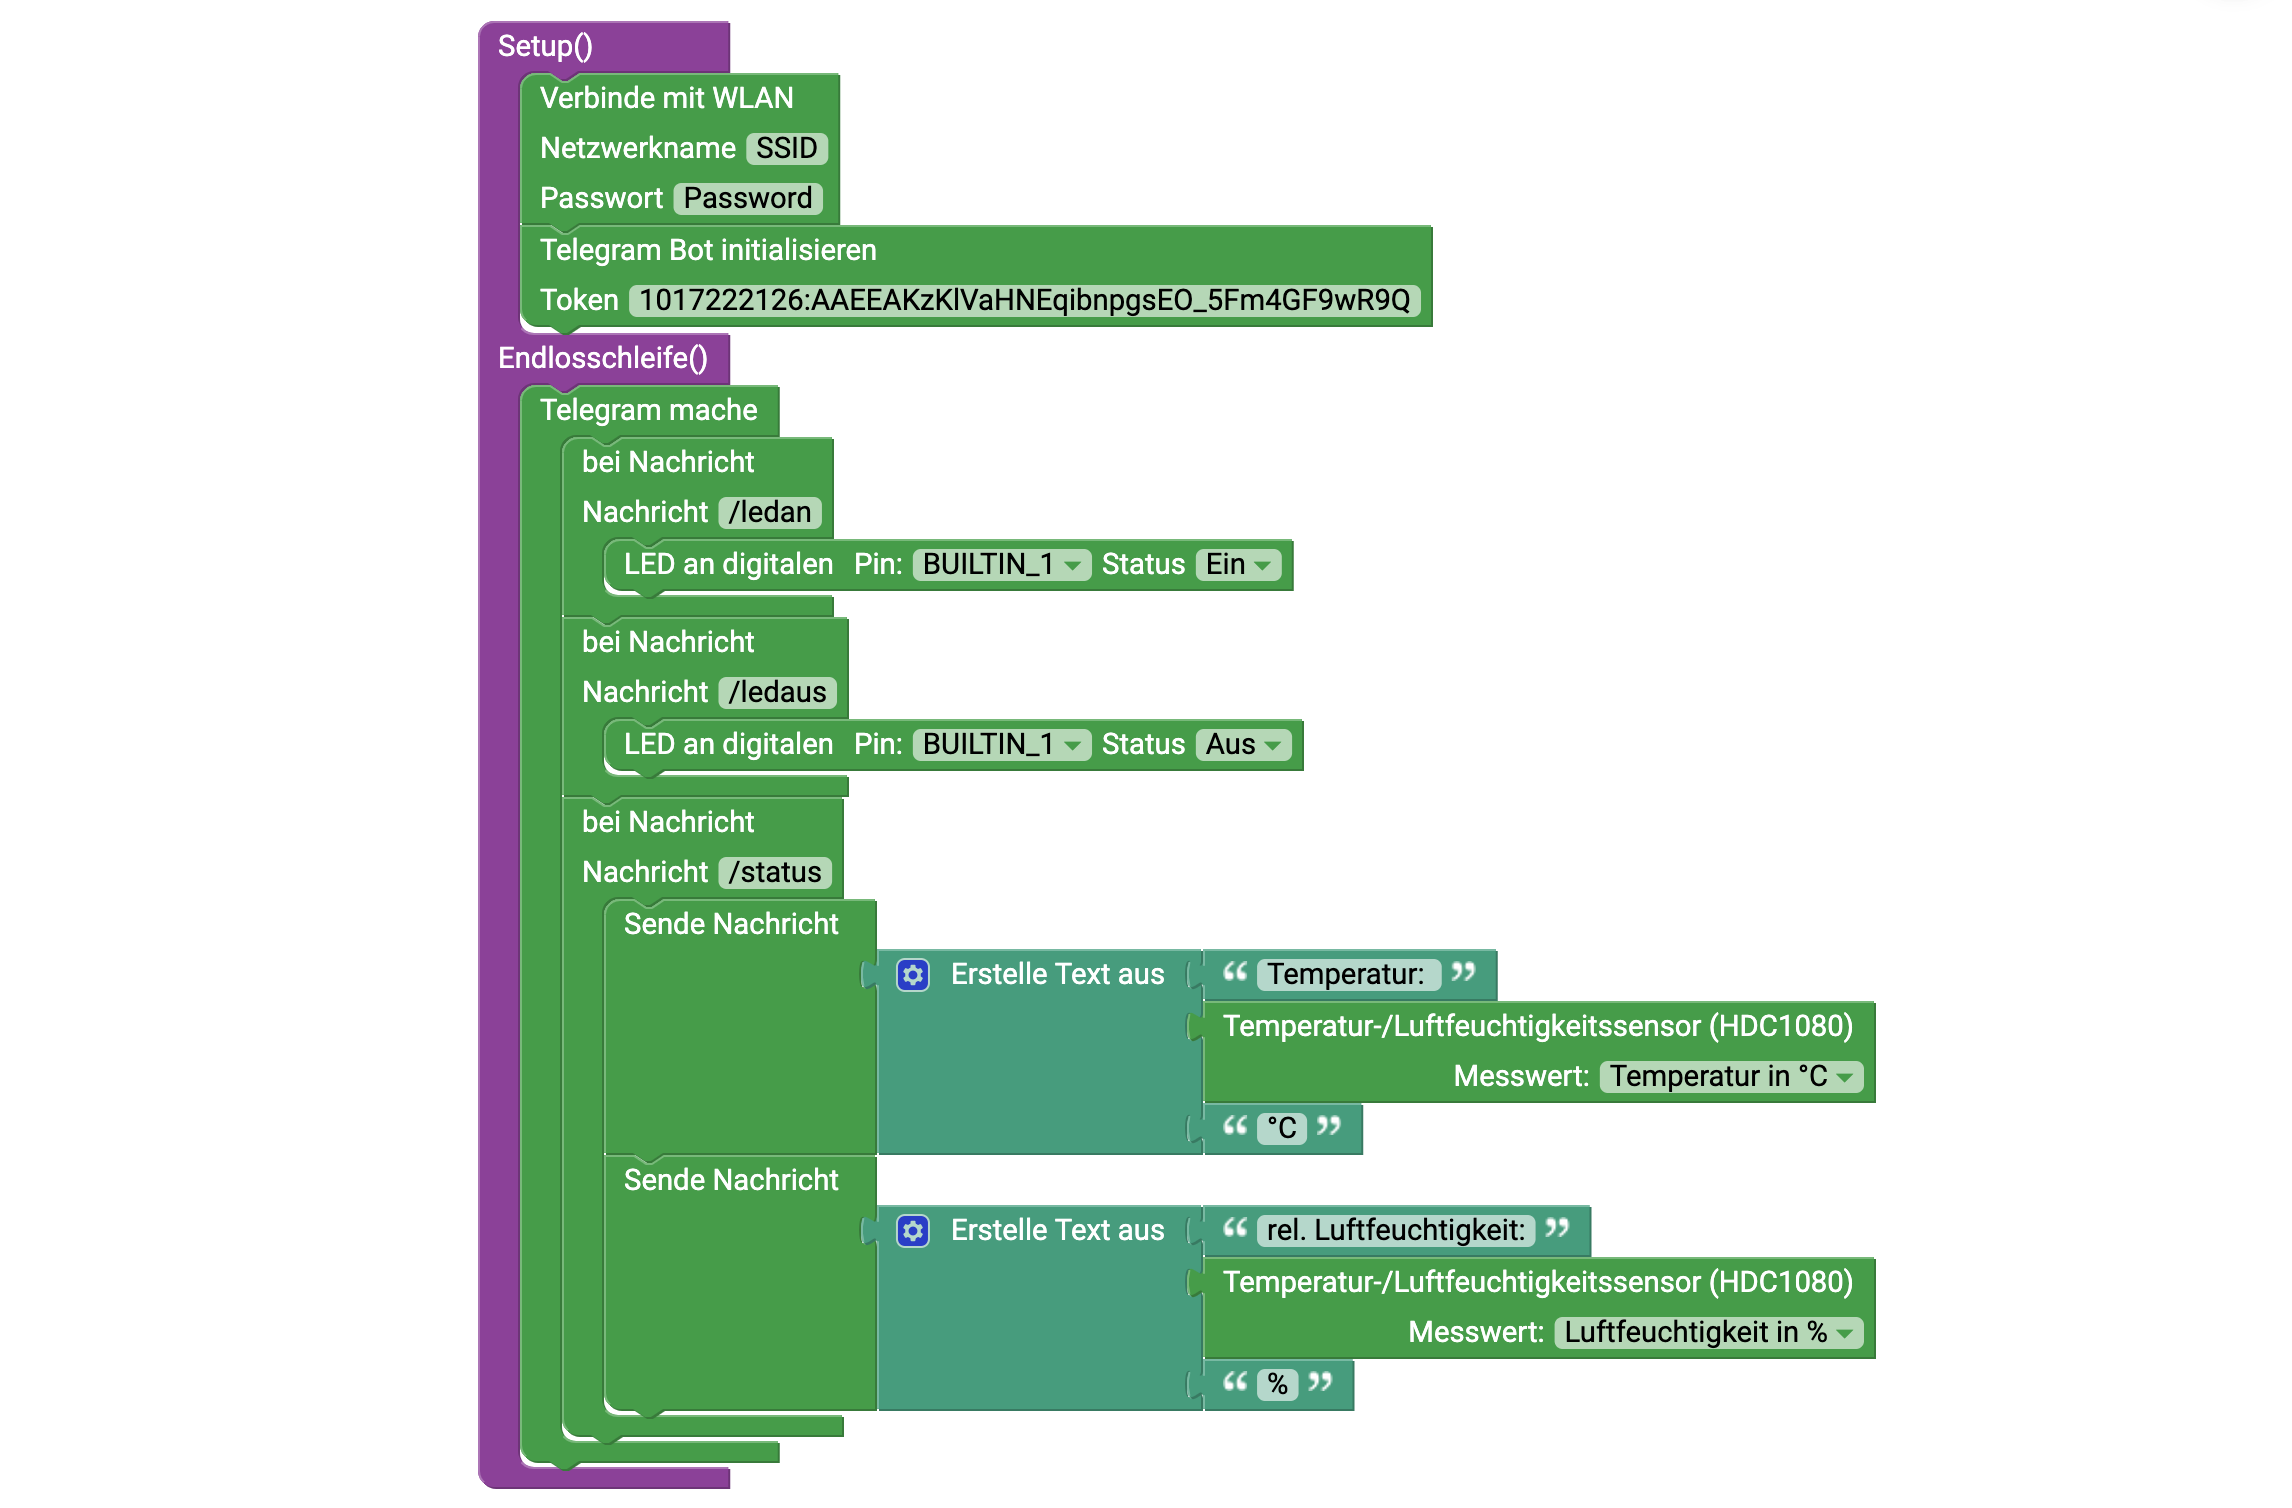 Setup()
Verbinde mit WLAN
Netzwerkname SSID
Passwort Password
Telegram Bot initialisieren
Token 1017222126:AAEEAKzKlVaHNEqibnpgsEO_5Fm4GF9wR9Q
Endlosschleife()
Telegram mache
bei Nachricht
Nachricht /ledan
LED an digitalen Pin: BUILTIN_1 Status Ein
bei Nachricht
Nachricht /ledaus
LED an digitalen Pin: BUILTIN_1 Status Aus
bei Nachricht
Nachricht /status
Sende Nachricht
Erstelle Text aus “ Temperatur: ”
Temperatur-/Luftfeuchtigkeitssensor (HDC1080)
Messwert: Temperatur in °C
“ °C ”
Sende Nachricht
Erstelle Text aus “ rel. Luftfeuchtigkeit: ”
Temperatur-/Luftfeuchtigkeitssensor (HDC1080)
Messwert: Luftfeuchtigkeit in %
“ % ”